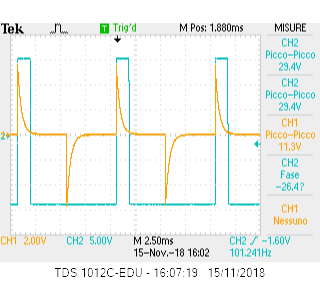 Tek T Trig'd M Pos: 1.880ms MISURE
CH2
Picco-Picco
29.4V
CH2
Picco-Picco
29.4V
CH1
Picco-Picco
11.3V
CH2
Fase
-26.4?
CH1
Nessuno
2
CH1 2.00V CH2 5.00V M 2.50ms CH2 / -1.60V
15-Nov.-18 16:02 101.241Hz
TDS 1012C-EDU - 16:07:19 15/11/2018